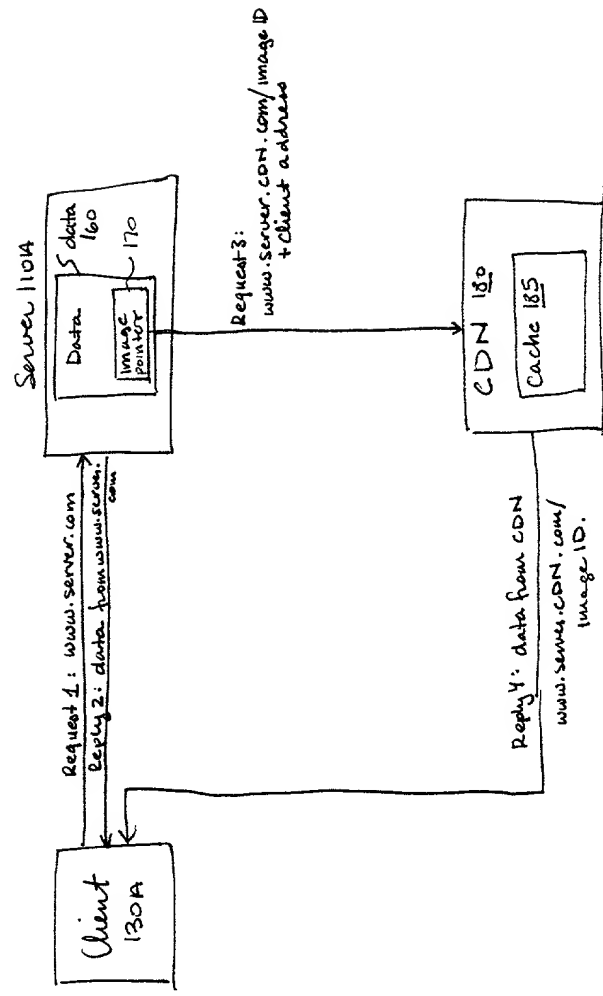 Server 110A
Data
data
160
image
pointer
170
Request 1: www.server.com
Reply 2: data from www.server.
com
Client
130A
Request 3:
www.server.CDN.com/image ID
+ Client address
CDN 180
Cache 185
Reply 4: data from CDN
www.server.CDN.com/
image ID.